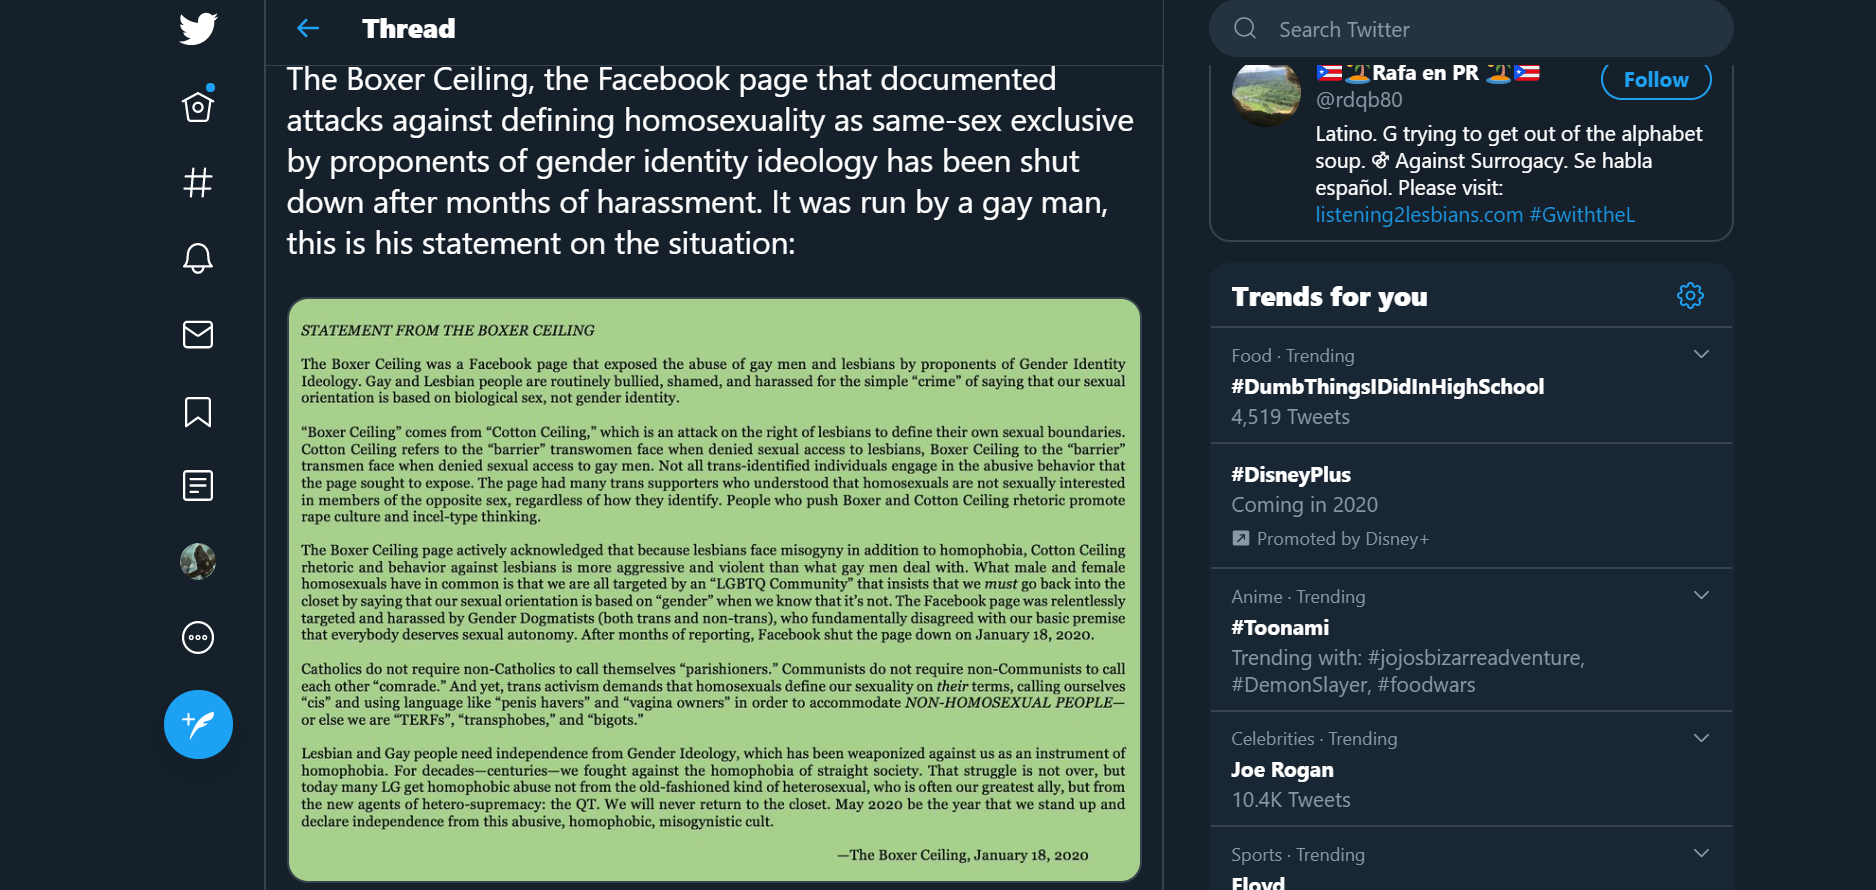 Thread
The Boxer Ceiling, the Facebook page that documented
attacks against defining homosexuality as same-sex exclusive
by proponents of gender identity ideology has been shut
down after months of harassment. It was run by a gay man,
this is his statement on the situation:
STATEMENT FROM THE BOXER CEILING
The Boxer Ceiling was a Facebook page that exposed the abuse of gay men and lesbians by proponents of Gender Identity
Ideology. Gay and Lesbian people are routinely bullied, shamed, and harassed for the simple “crime” of saying that our sexual
orientation is based on biological sex, not gender identity.
“Boxer Ceiling” comes from “Cotton Ceiling,” which is an attack on the right of lesbians to define their own sexual boundaries.
Cotton Ceiling refers to the “barrier” transwomen face when denied sexual access to lesbians, Boxer Ceiling to the “barrier”
transmen face when denied sexual access to gay men. Not all trans-identified individuals engage in the abusive behavior that
the page sought to expose. The page had many trans supporters who understood that homosexuals are not sexually interested
in members of the opposite sex, regardless of how they identify. People who push Boxer and Cotton Ceiling rhetoric promote
rape culture and incel-type thinking.
The Boxer Ceiling page actively acknowledged that because lesbians face misogyny in addition to homophobia, Cotton Ceiling
rhetoric and behavior against lesbians is more aggressive and violent than what gay men deal with. What male and female
homosexuals have in common is that we are all targeted by an “LGBTQ Community” that insists that we must go back into the
closet by saying that our sexual orientation is based on “gender” when we know that it’s not. The Facebook page was relentlessly
targeted and harassed by Gender Dogmatists (both trans and non-trans), who fundamentally disagreed with our basic premise
that everybody deserves sexual autonomy. After months of reporting, Facebook shut the page down on January 18, 2020.
Catholics do not require non-Catholics to call themselves “parishioners.” Communists do not require non-Communists to call
each other “comrade.” And yet, trans activism demands that homosexuals define our sexuality on their terms, calling ourselves
“cis” and using language like “penis havers” and “vagina owners” in order to accommodate NON-HOMOSEXUAL PEOPLE—
or else we are “TERFs”, “transphobes,” and “bigots.”
Lesbian and Gay people need independence from Gender Ideology, which has been weaponized against us as an instrument of
homophobia. For decades—centuries—we fought against the homophobia of straight society. That struggle is not over, but
today many LG get homophobic abuse not from the old-fashioned kind of heterosexual, who is often our greatest ally, but from
the new agents of hetero-supremacy: the QT. We will never return to the closet. May 2020 be the year that we stand up and
declare independence from this abusive, homophobic, misogynistic cult.
—The Boxer Ceiling, January 18, 2020
Search Twitter
🇵🇷🏝️Rafa en PR 🏝️🇵🇷
@rdqb80
Follow
Latino. G trying to get out of the alphabet
soup. ⚣ Against Surrogacy. Se habla
español. Please visit:
listening2lesbians.com #GwiththeL
Trends for you
Food · Trending
#DumbThingsIDidInHighSchool
4,519 Tweets
#DisneyPlus
Coming in 2020
Promoted by Disney+
Anime · Trending
#Toonami
Trending with: #jojosbizarreadventure,
#DemonSlayer, #foodwars
Celebrities · Trending
Joe Rogan
10.4K Tweets
Sports · Trending
Floyd